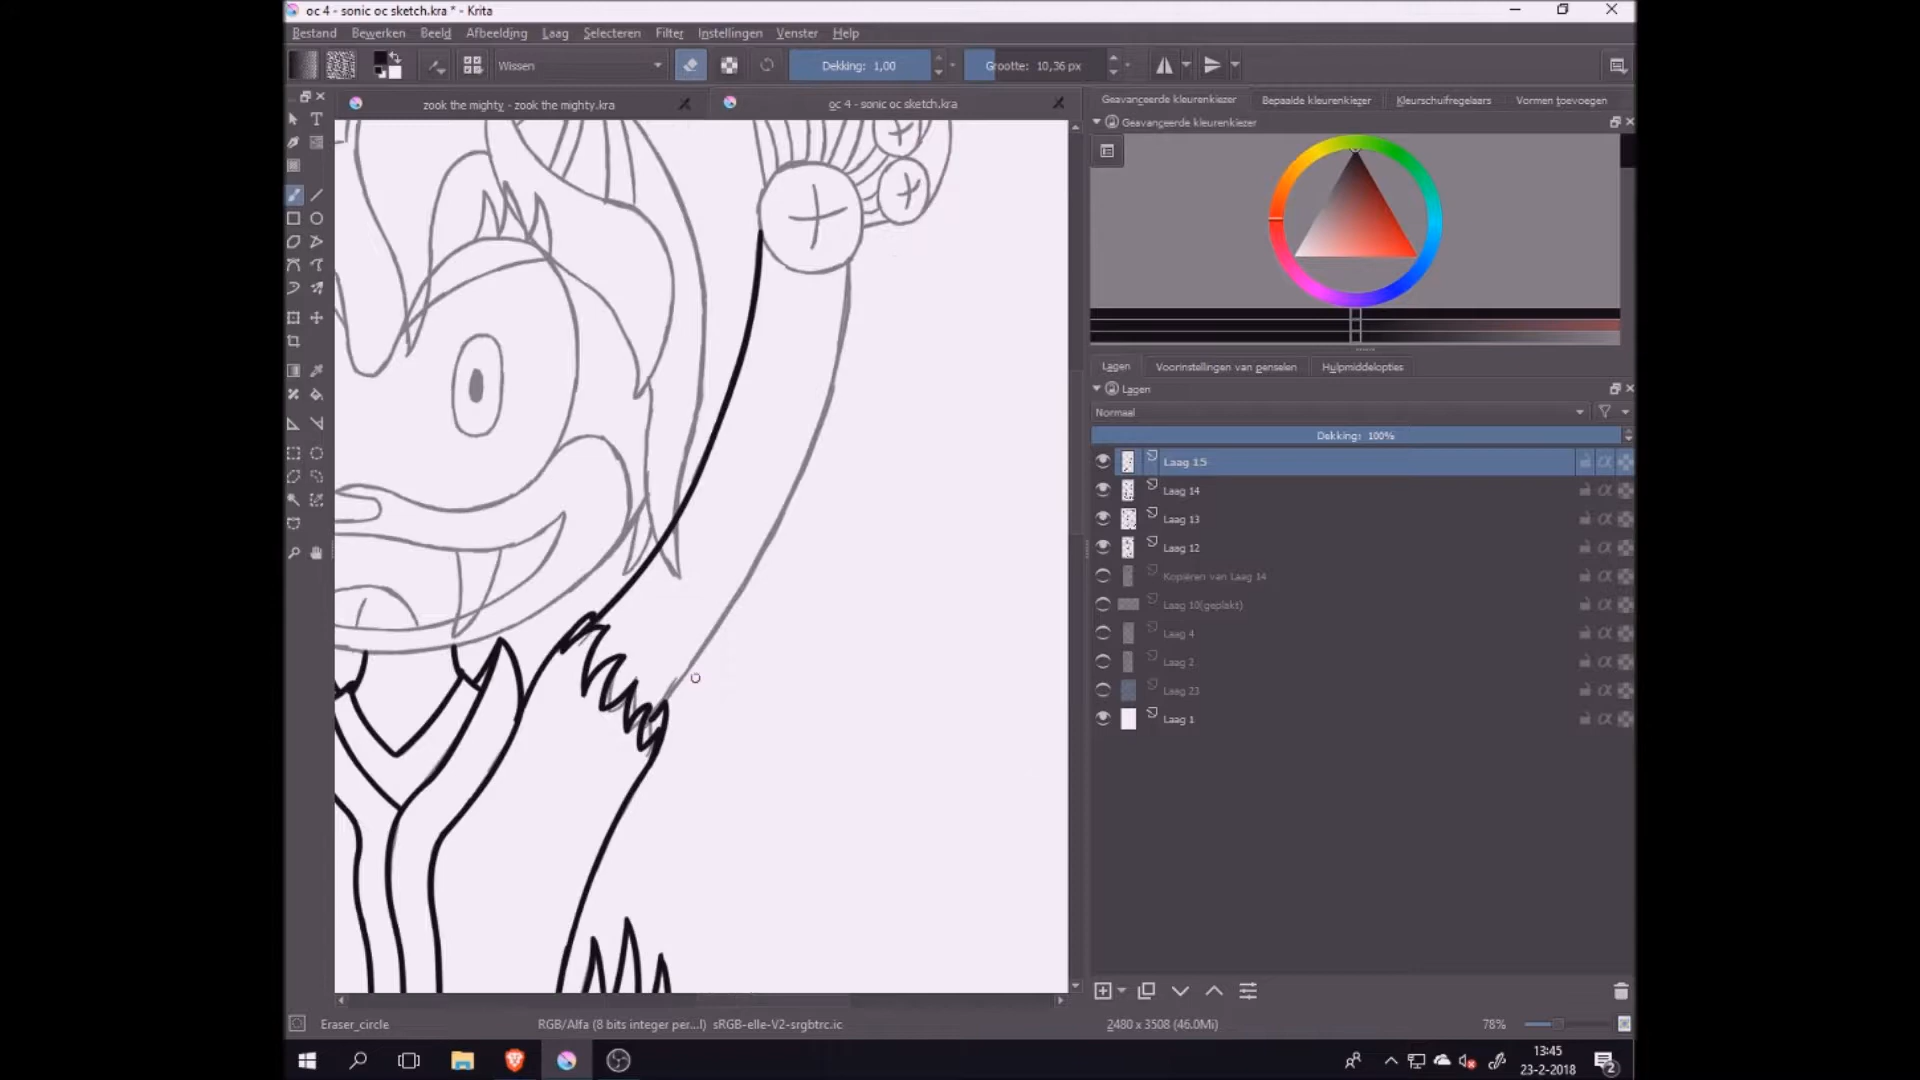 oc 4 - sonic oc sketch.kra * - Krita
Bestand Bewerken Beeld Afbeelding Laag Selecteren Filter Instellingen Venster Help
Wissen Dekking: 1,00 Grootte: 10,36 px
zook the mighty - zook the mighty.kra oc 4 - sonic oc sketch.kra
Geavanceerde kleurenkiezer Bepaalde kleurenkiezer Kleurschuifregelaars Vormen toevoegen
Geavanceerde kleurenkiezer
Lagen Voorinstellingen van penselen Hulpmiddelopties
Lagen
Normaal
Dekking: 100%
Laag 15
Laag 14
Laag 13
Laag 12
Kopiëren van Laag 14
Laag 10(geplakt)
Laag 4
Laag 2
Laag 23
Laag 1
Eraser_circle RGB/Alfa (8 bits integer per...l) sRGB-elle-V2-srgbtrc.ic 2480 x 3508 (46.0Mi) 78%
13:45
23-2-2018
2